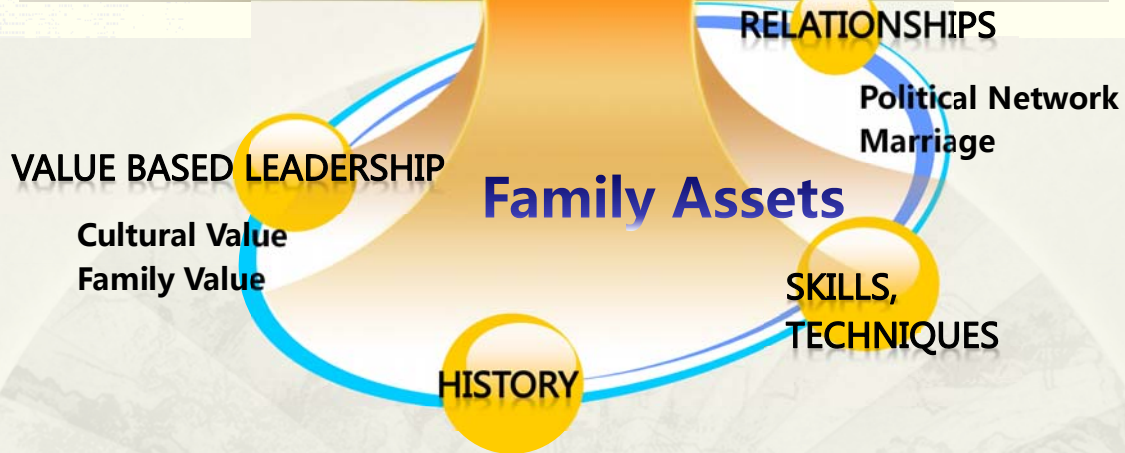 RELATIONSHIPS
Political Network
Marriage
VALUE BASED LEADERSHIP
Cultural Value
Family Value
Family Assets
SKILLS,
TECHNIQUES
HISTORY